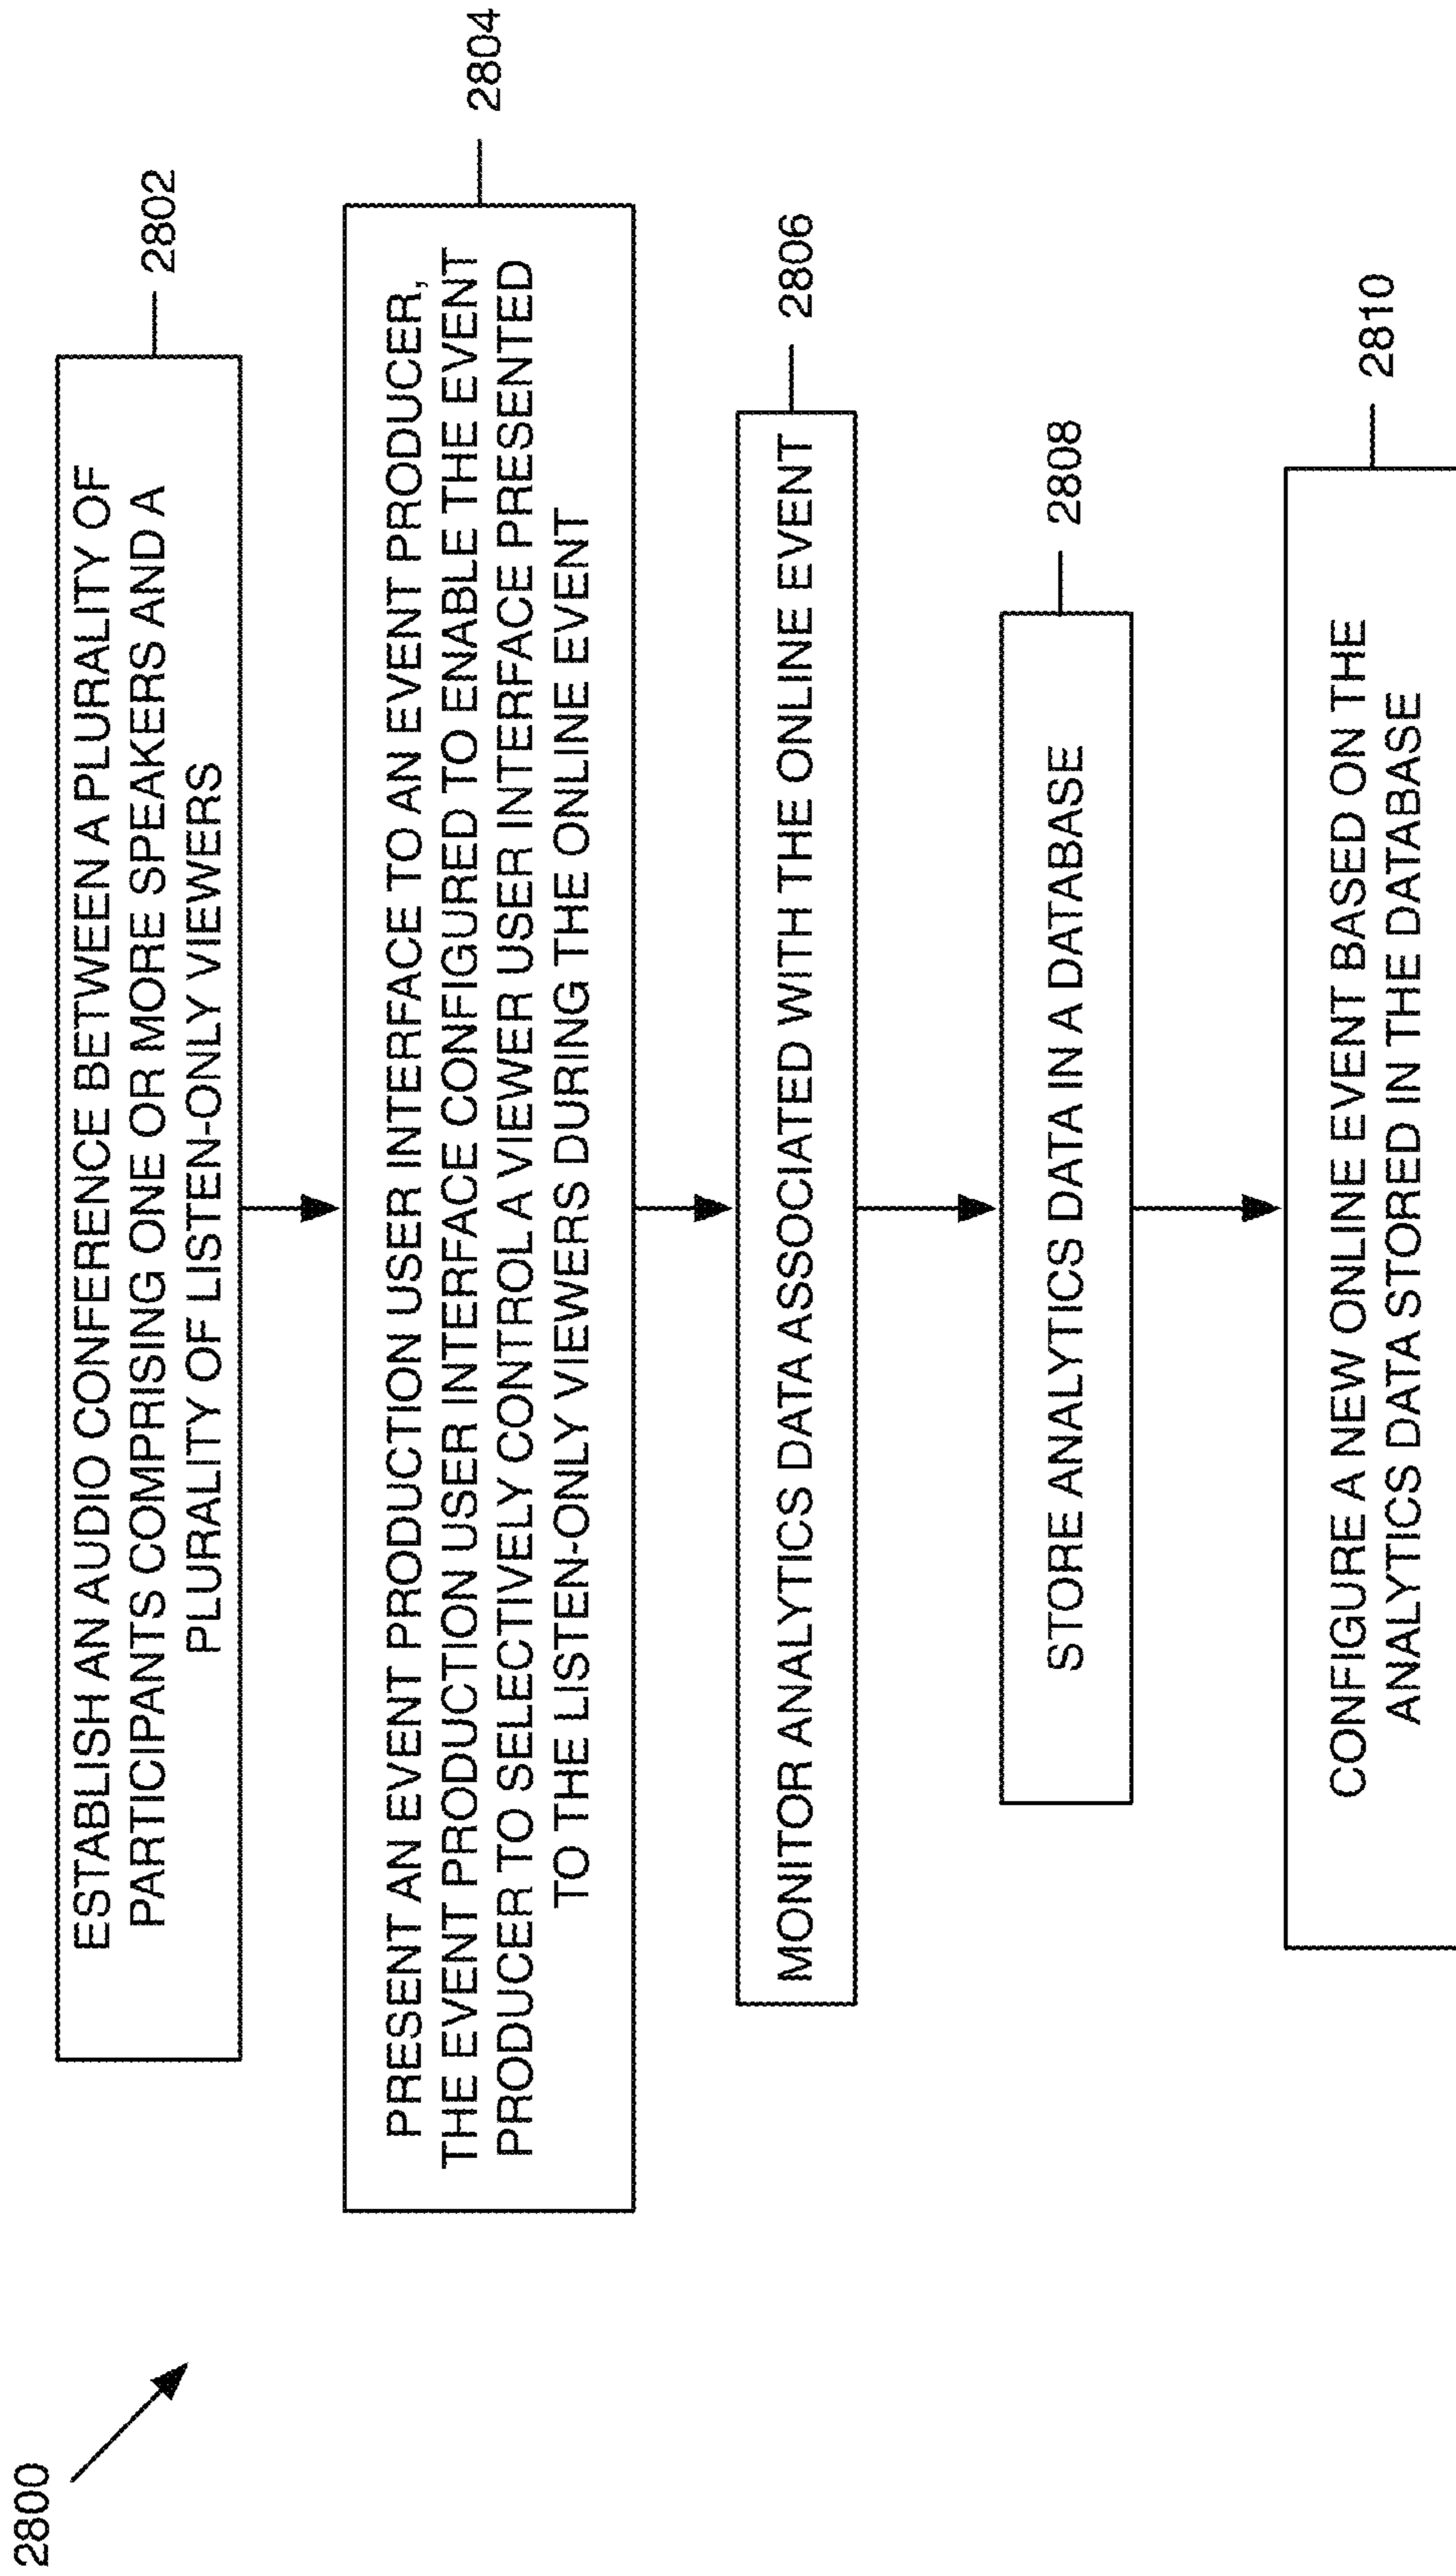 2800
ESTABLISH AN AUDIO CONFERENCE BETWEEN A PLURALITY OF
PARTICIPANTS COMPRISING ONE OR MORE SPEAKERS AND A
PLURALITY OF LISTEN-ONLY VIEWERS
2802
PRESENT AN EVENT PRODUCTION USER INTERFACE TO AN EVENT PRODUCER,
THE EVENT PRODUCTION USER INTERFACE CONFIGURED TO ENABLE THE EVENT
PRODUCER TO SELECTIVELY CONTROL A VIEWER USER INTERFACE PRESENTED
TO THE LISTEN-ONLY VIEWERS DURING THE ONLINE EVENT
2804
MONITOR ANALYTICS DATA ASSOCIATED WITH THE ONLINE EVENT
2806
STORE ANALYTICS DATA IN A DATABASE
2808
CONFIGURE A NEW ONLINE EVENT BASED ON THE
ANALYTICS DATA STORED IN THE DATABASE
2810